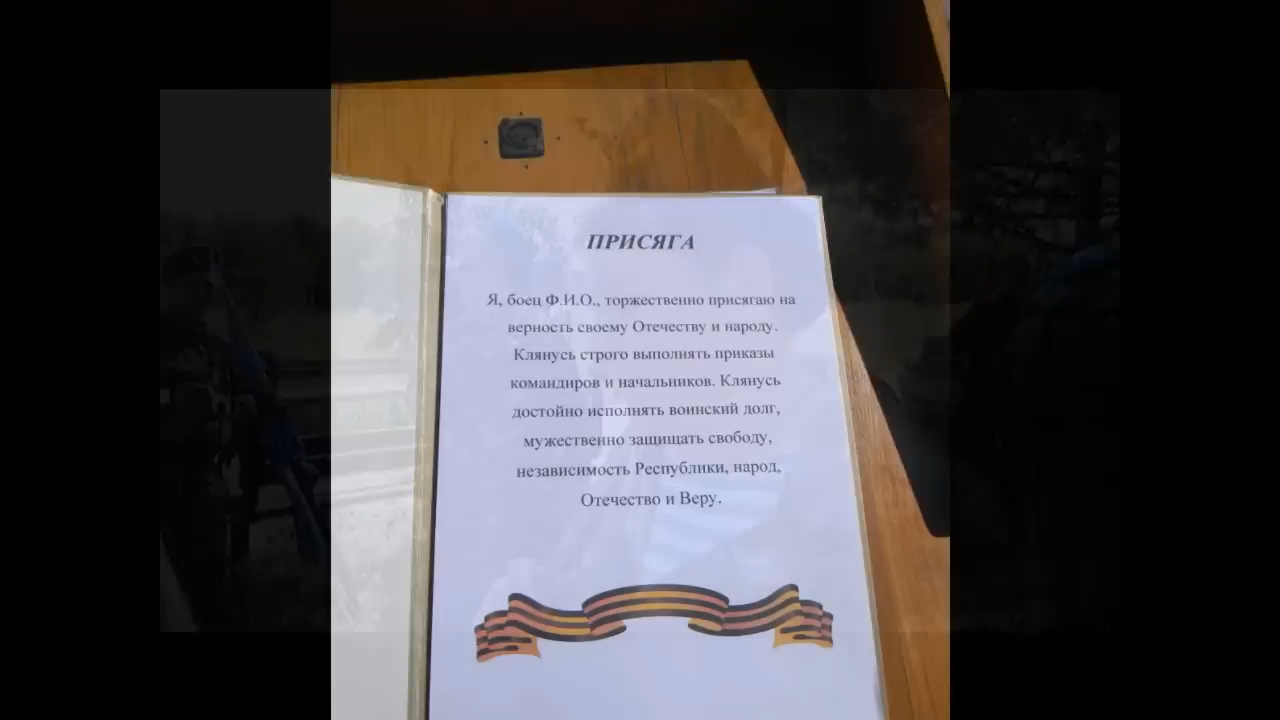 ПРИСЯГА
Я, боец Ф.И.О., торжественно присягаю на
верность своему Отечеству и народу.
Клянусь строго выполнять приказы
командиров и начальников. Клянусь
достойно исполнять воинский долг,
мужественно защищать свободу,
независимость Республики, народ,
Отечество и Веру.